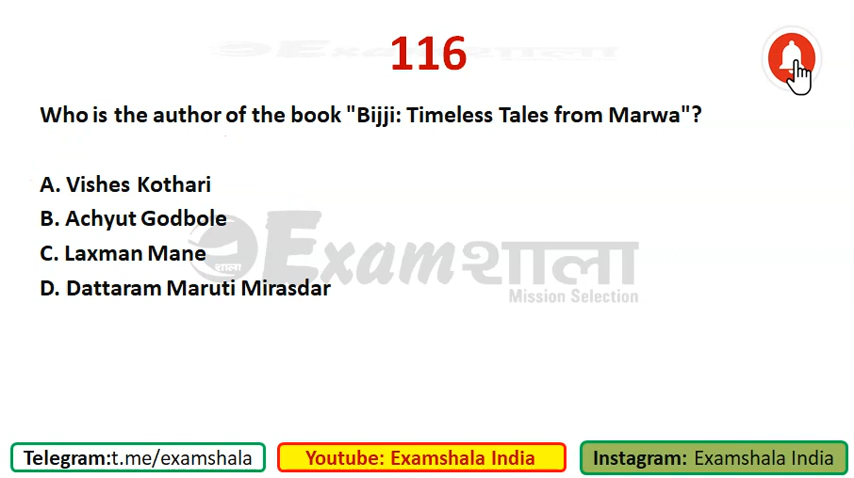 Examशाला
116
Who is the author of the book "Bijji: Timeless Tales from Marwa"?
A. Vishes Kothari
B. Achyut Godbole
C. Laxman Mane
D. Dattaram Maruti Mirasdar
शाला
Examशाला
Mission Selection
Telegram:t.me/examshala
Youtube: Examshala India
Instagram: Examshala India